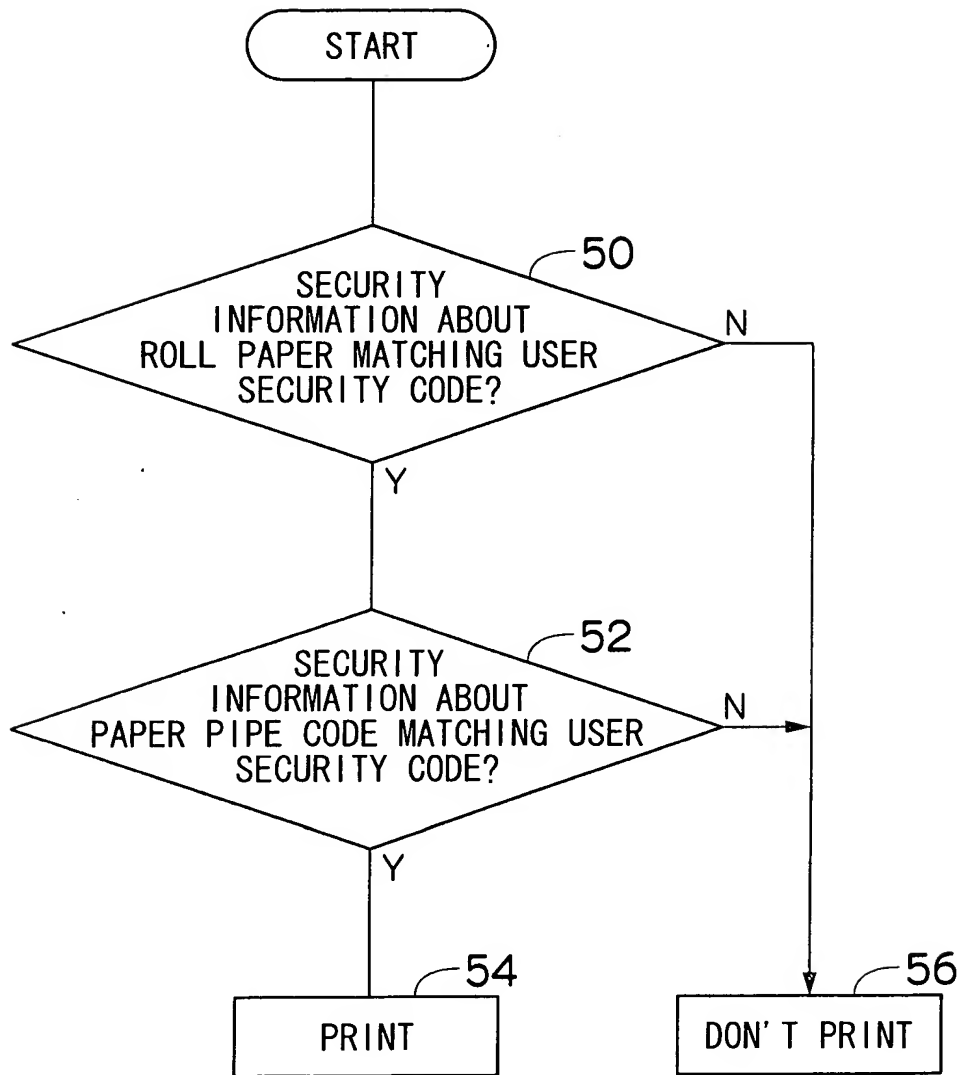 START
50
SECURITY
INFORMATION ABOUT
ROLL PAPER MATCHING USER
SECURITY CODE?
N
Y
52
SECURITY
INFORMATION ABOUT
PAPER PIPE CODE MATCHING USER
SECURITY CODE?
N
Y
54
PRINT
56
DON'T PRINT